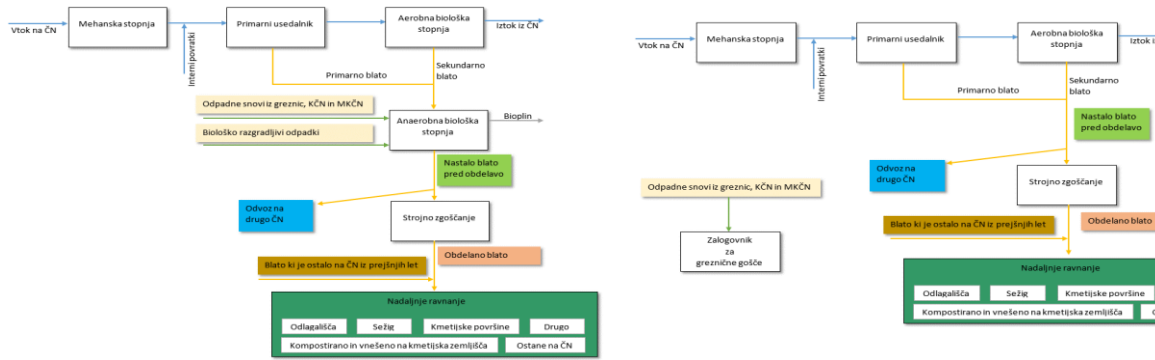 Vtok na ČN
Mehanska stopnja
Interni povratki
Primarni usedalnik
Aerobna biološka
stopnja
Iztok iz ČN
Primarno blato
Sekundarno
blato
Odpadne snovi iz greznic, KČN in MKČN
Biološko razgradljivi odpadki
Anaerobna biološka
stopnja
Bioplin
Nastalo blato
pred obdelavo
Odvoz na
drugo ČN
Strojno zgoščanje
Obdelano blato
Blato ki je ostalo na ČN iz prejšnjih let
Nadaljnje ravnanje
Odlagališča
Sežig
Kmetijske površine
Drugo
Kompostirano in vnešeno na kmetijska zemljišča
Ostane na ČN
Vtok na ČN
Mehanska stopnja
Interni povratki
Primarni usedalnik
Aerobna biološka
stopnja
Iztok i
Primarno blato
Sekundarno
blato
Nastalo blato
pred obdelavo
Odvoz na
drugo ČN
Strojno zgoščanje
Odpadne snovi iz greznic, KČN in MKČN
Zalogovnik
za
greznične gošče
Blato ki je ostalo na ČN iz prejšnjih let
Obdelano blato
Nadaljnje ravnanje
Odlagališča
Sežig
Kmetijske površine
Kompostirano in vnešeno na kmetijska zemljišča